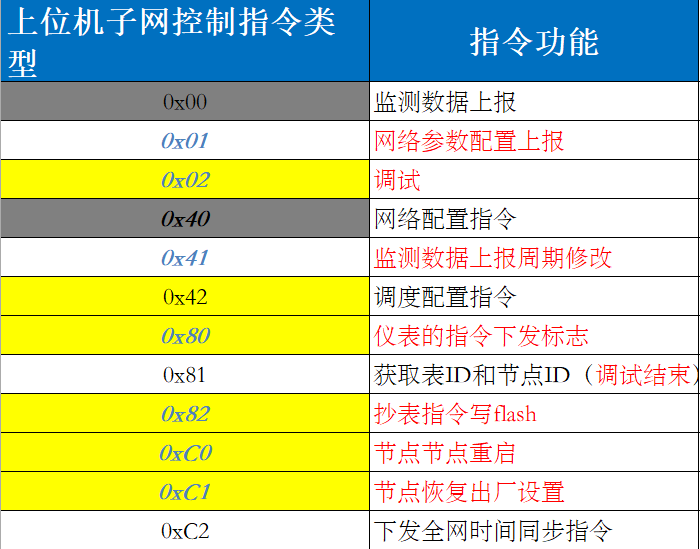 上位机子网控制指令类
型
指令功能
0x00 监测数据上报
0x01 网络参数配置上报
0x02 调试
0x40 网络配置指令
0x41 监测数据上报周期修改
0x42 调度配置指令
0x80 仪表的指令下发标志
0x81 获取表ID和节点ID（调试结束）
0x82 抄表指令写flash
0xC0 节点节点重启
0xC1 节点恢复出厂设置
0xC2 下发全网时间同步指令